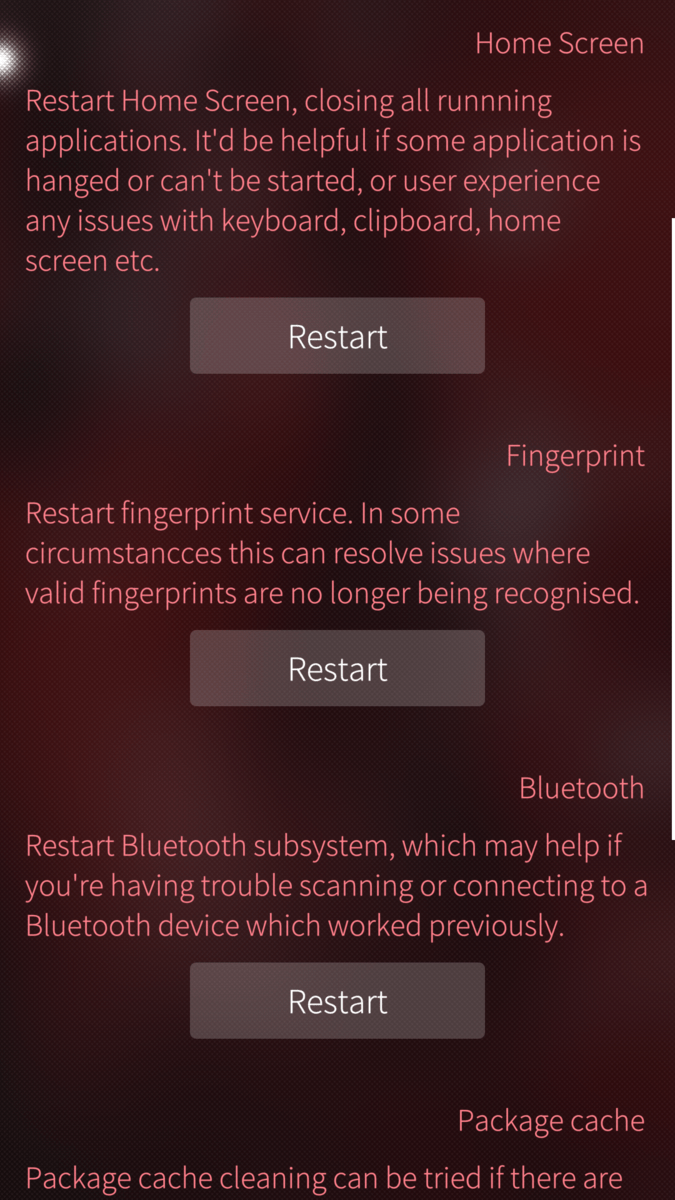 Home Screen
Restart Home Screen, closing all runnning
applications. It'd be helpful if some application is
hanged or can't be started, or user experience
any issues with keyboard, clipboard, home
screen etc.
Restart
Fingerprint
Restart fingerprint service. In some
circumstancces this can resolve issues where
valid fingerprints are no longer being recognised.
Restart
Bluetooth
Restart Bluetooth subsystem, which may help if
you're having trouble scanning or connecting to a
Bluetooth device which worked previously.
Restart
Package cache
Package cache cleaning can be tried if there are